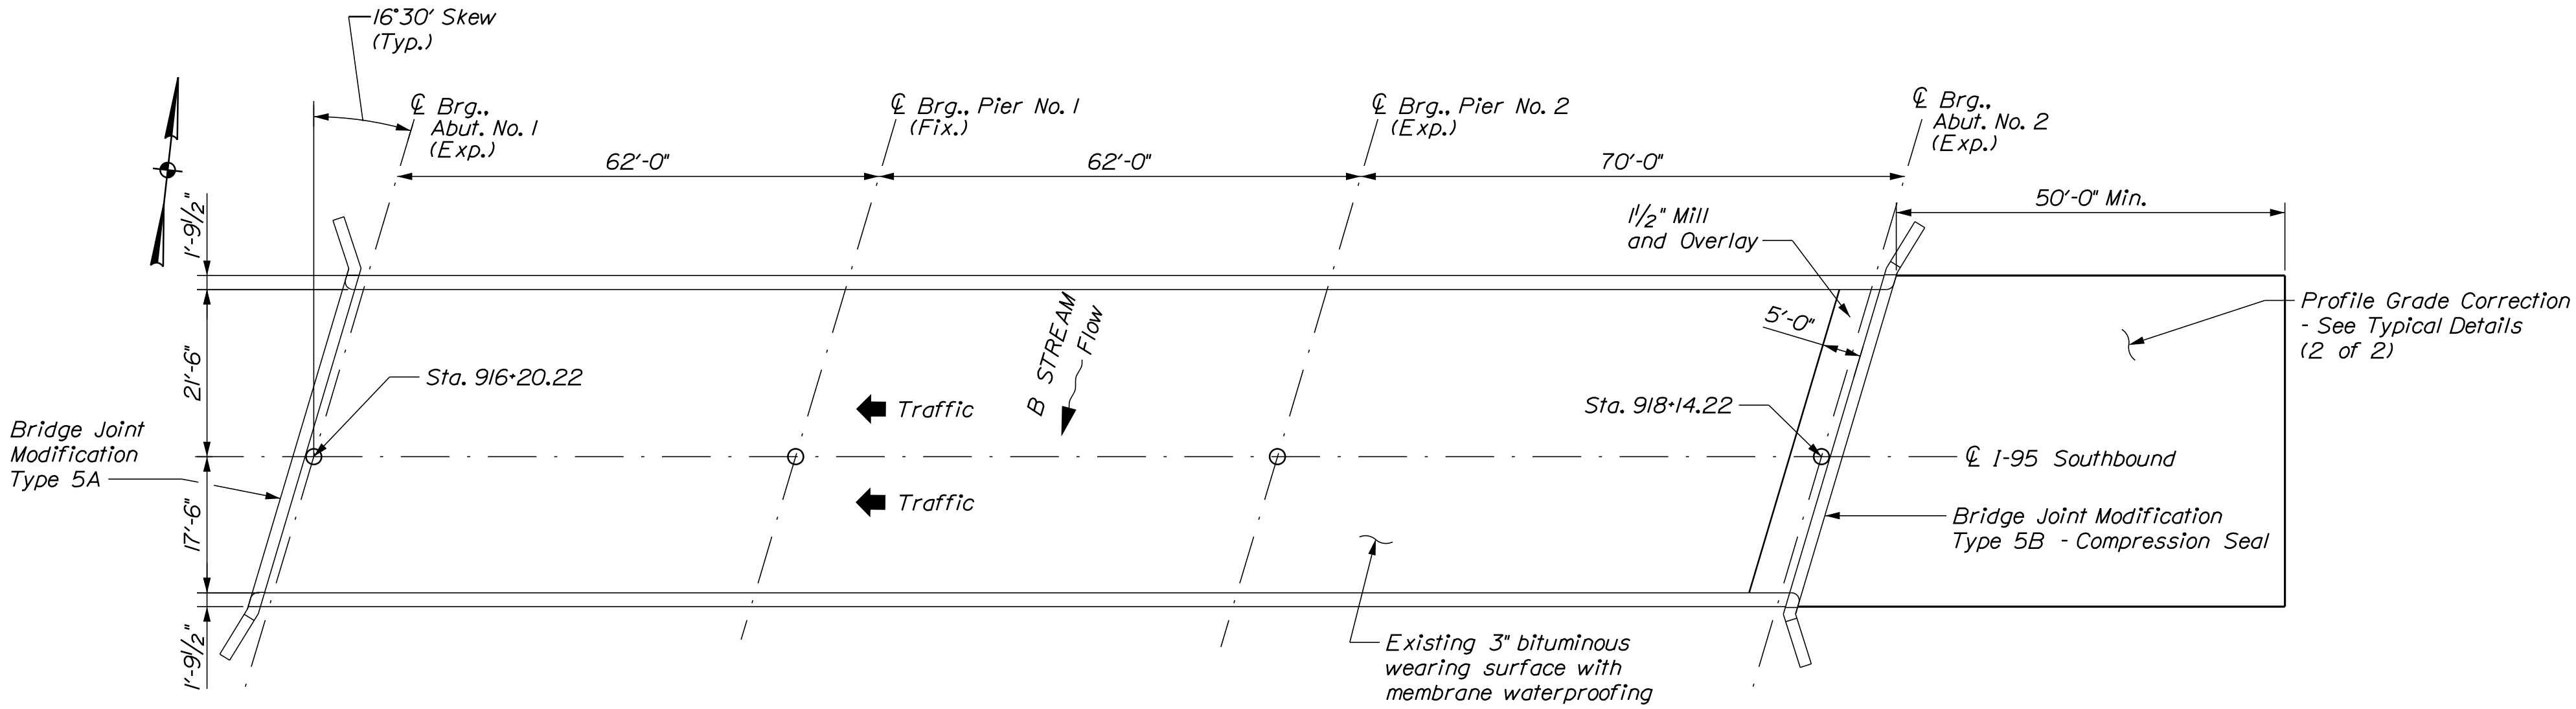 16°30' Skew
(Typ.)
℄ Brg.,
Abut. No. 1
(Exp.)
℄ Brg., Pier No. 1
(Fix.)
℄ Brg., Pier No. 2
(Exp.)
℄ Brg.,
Abut. No. 2
(Exp.)
62'-0"
62'-0"
70'-0"
50'-0" Min.
1'-9½"
1½" Mill
and Overlay
5'-0"
Profile Grade Correction
- See Typical Details
(2 of 2)
B STREAM
Flow
21'-6"
Sta. 916+20.22
Traffic
Sta. 918+14.22
Bridge Joint
Modification
Type 5A
℄ I-95 Southbound
17'-6"
Traffic
Bridge Joint Modification
Type 5B - Compression Seal
1'-9½"
Existing 3" bituminous
wearing surface with
membrane waterproofing